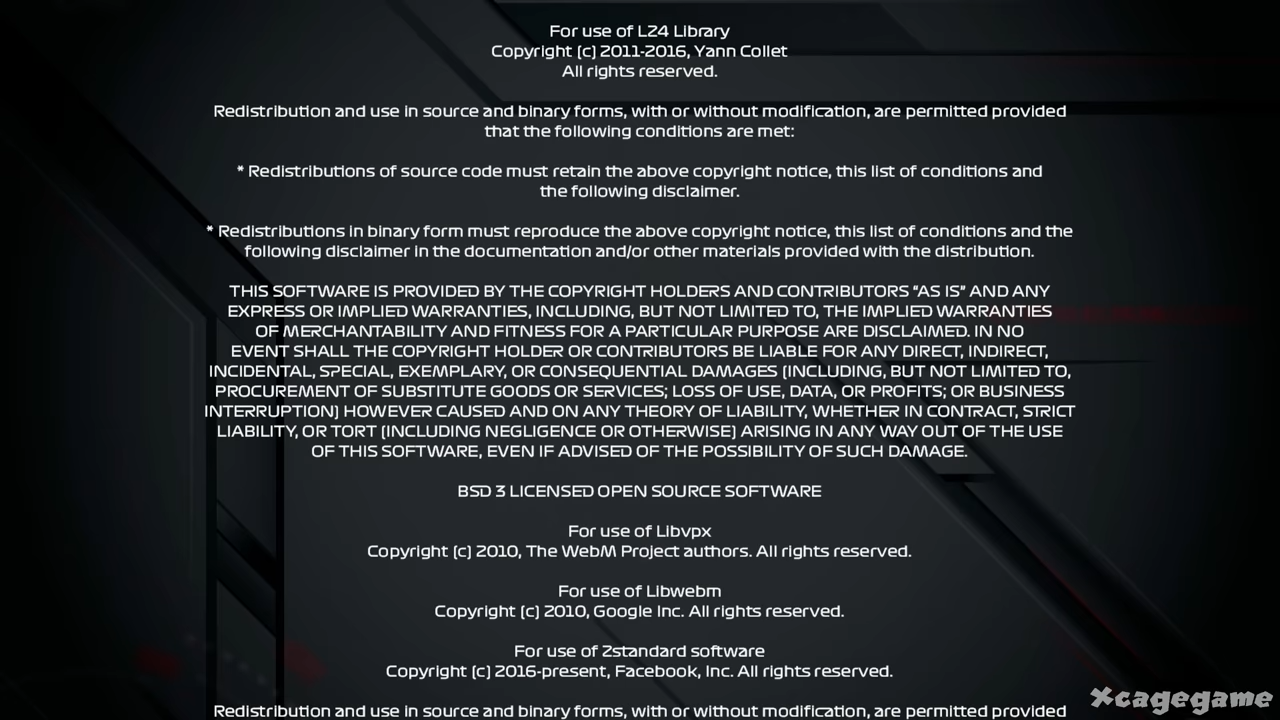 For use of L24 Library
Copyright (c) 2011-2016, Yann Collet
All rights reserved.
Redistribution and use in source and binary forms, with or without modification, are permitted provided
that the following conditions are met:
* Redistributions of source code must retain the above copyright notice, this list of conditions and
the following disclaimer.
* Redistributions in binary form must reproduce the above copyright notice, this list of conditions and the
following disclaimer in the documentation and/or other materials provided with the distribution.
THIS SOFTWARE IS PROVIDED BY THE COPYRIGHT HOLDERS AND CONTRIBUTORS “AS IS” AND ANY
EXPRESS OR IMPLIED WARRANTIES, INCLUDING, BUT NOT LIMITED TO, THE IMPLIED WARRANTIES
OF MERCHANTABILITY AND FITNESS FOR A PARTICULAR PURPOSE ARE DISCLAIMED. IN NO
EVENT SHALL THE COPYRIGHT HOLDER OR CONTRIBUTORS BE LIABLE FOR ANY DIRECT, INDIRECT,
INCIDENTAL, SPECIAL, EXEMPLARY, OR CONSEQUENTIAL DAMAGES (INCLUDING, BUT NOT LIMITED TO,
PROCUREMENT OF SUBSTITUTE GOODS OR SERVICES; LOSS OF USE, DATA, OR PROFITS; OR BUSINESS
INTERRUPTION) HOWEVER CAUSED AND ON ANY THEORY OF LIABILITY, WHETHER IN CONTRACT, STRICT
LIABILITY, OR TORT (INCLUDING NEGLIGENCE OR OTHERWISE) ARISING IN ANY WAY OUT OF THE USE
OF THIS SOFTWARE, EVEN IF ADVISED OF THE POSSIBILITY OF SUCH DAMAGE.
BSD 3 LICENSED OPEN SOURCE SOFTWARE
For use of Libvpx
Copyright (c) 2010, The WebM Project authors. All rights reserved.
For use of Libwebm
Copyright (c) 2010, Google Inc. All rights reserved.
For use of Zstandard software
Copyright (c) 2016-present, Facebook, Inc. All rights reserved.
Redistribution and use in source and binary forms, with or without modification, are permitted provided
Xcagegame